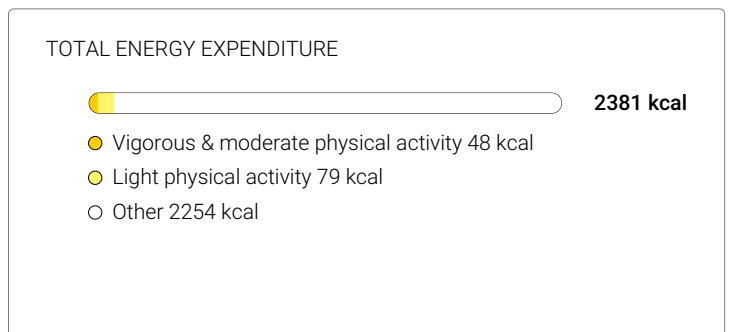 TOTAL ENERGY EXPENDITURE
2381 kcal
Vigorous & moderate physical activity 48 kcal
Light physical activity 79 kcal
Other 2254 kcal